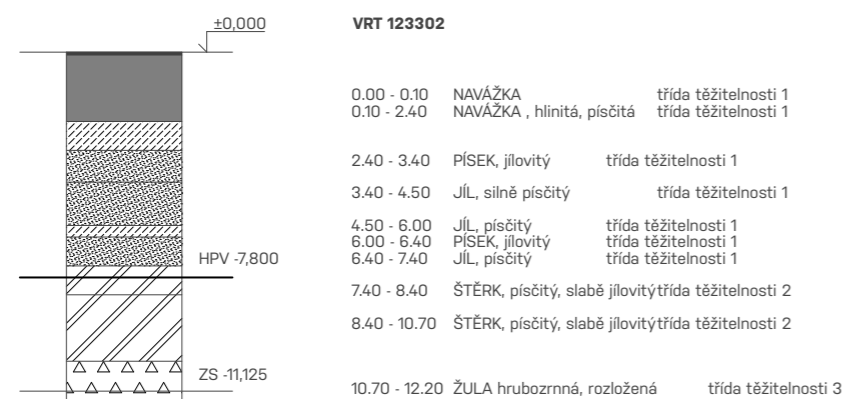 ±0,000
VRT 123302
0.00 - 0.10 NAVÁŽKA třída těžitelnosti 1
0.10 - 2.40 NAVÁŽKA , hlinitá, písčitá třída těžitelnosti 1
2.40 - 3.40 PÍSEK, jílovitý třída těžitelnosti 1
3.40 - 4.50 JÍL, silně písčitý třída těžitelnosti 1
4.50 - 6.00 JÍL, písčitý třída těžitelnosti 1
6.00 - 6.40 PÍSEK, jílovitý třída těžitelnosti 1
6.40 - 7.40 JÍL, písčitý třída těžitelnosti 1
HPV -7,800
7.40 - 8.40 ŠTĚRK, písčitý, slabě jílovitý třída těžitelnosti 2
8.40 - 10.70 ŠTĚRK, písčitý, slabě jílovitý třída těžitelnosti 2
ZS -11,125
10.70 - 12.20 ŽULA hrubozrnná, rozložená třída těžitelnosti 3